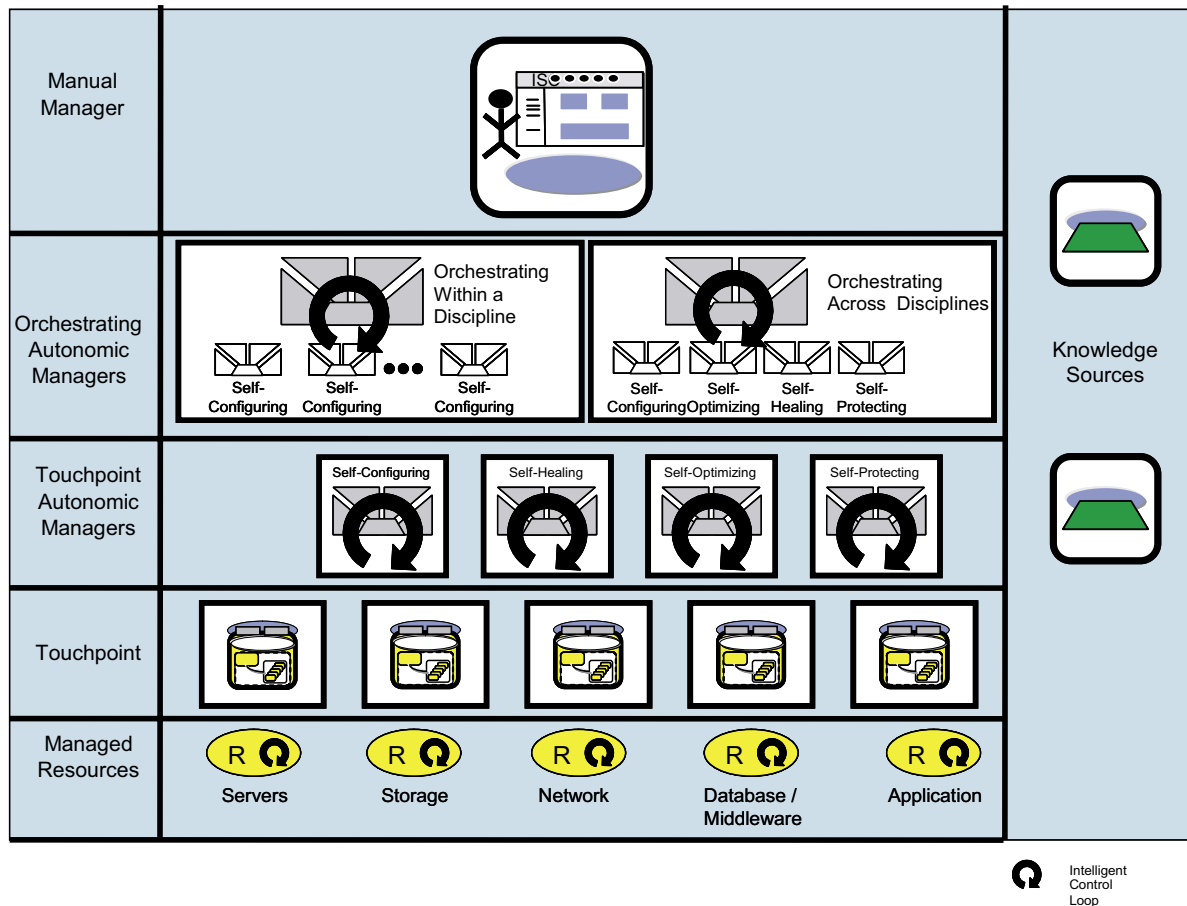 Manual
Manager
ISC
Orchestrating
Autonomic
Managers
Orchestrating
Within a
Discipline
Self-
Configuring
Self-
Configuring
Self-
Configuring
Orchestrating
Across Disciplines
Self-
Configuring
Self-
Optimizing
Self-
Healing
Self-
Protecting
Knowledge
Sources
Touchpoint
Autonomic
Managers
Self-Configuring
Self-Healing
Self-Optimizing
Self-Protecting
Touchpoint
Managed
Resources
R
R
R
R
R
Servers
Storage
Network
Database /
Middleware
Application
Intelligent
Control
Loop